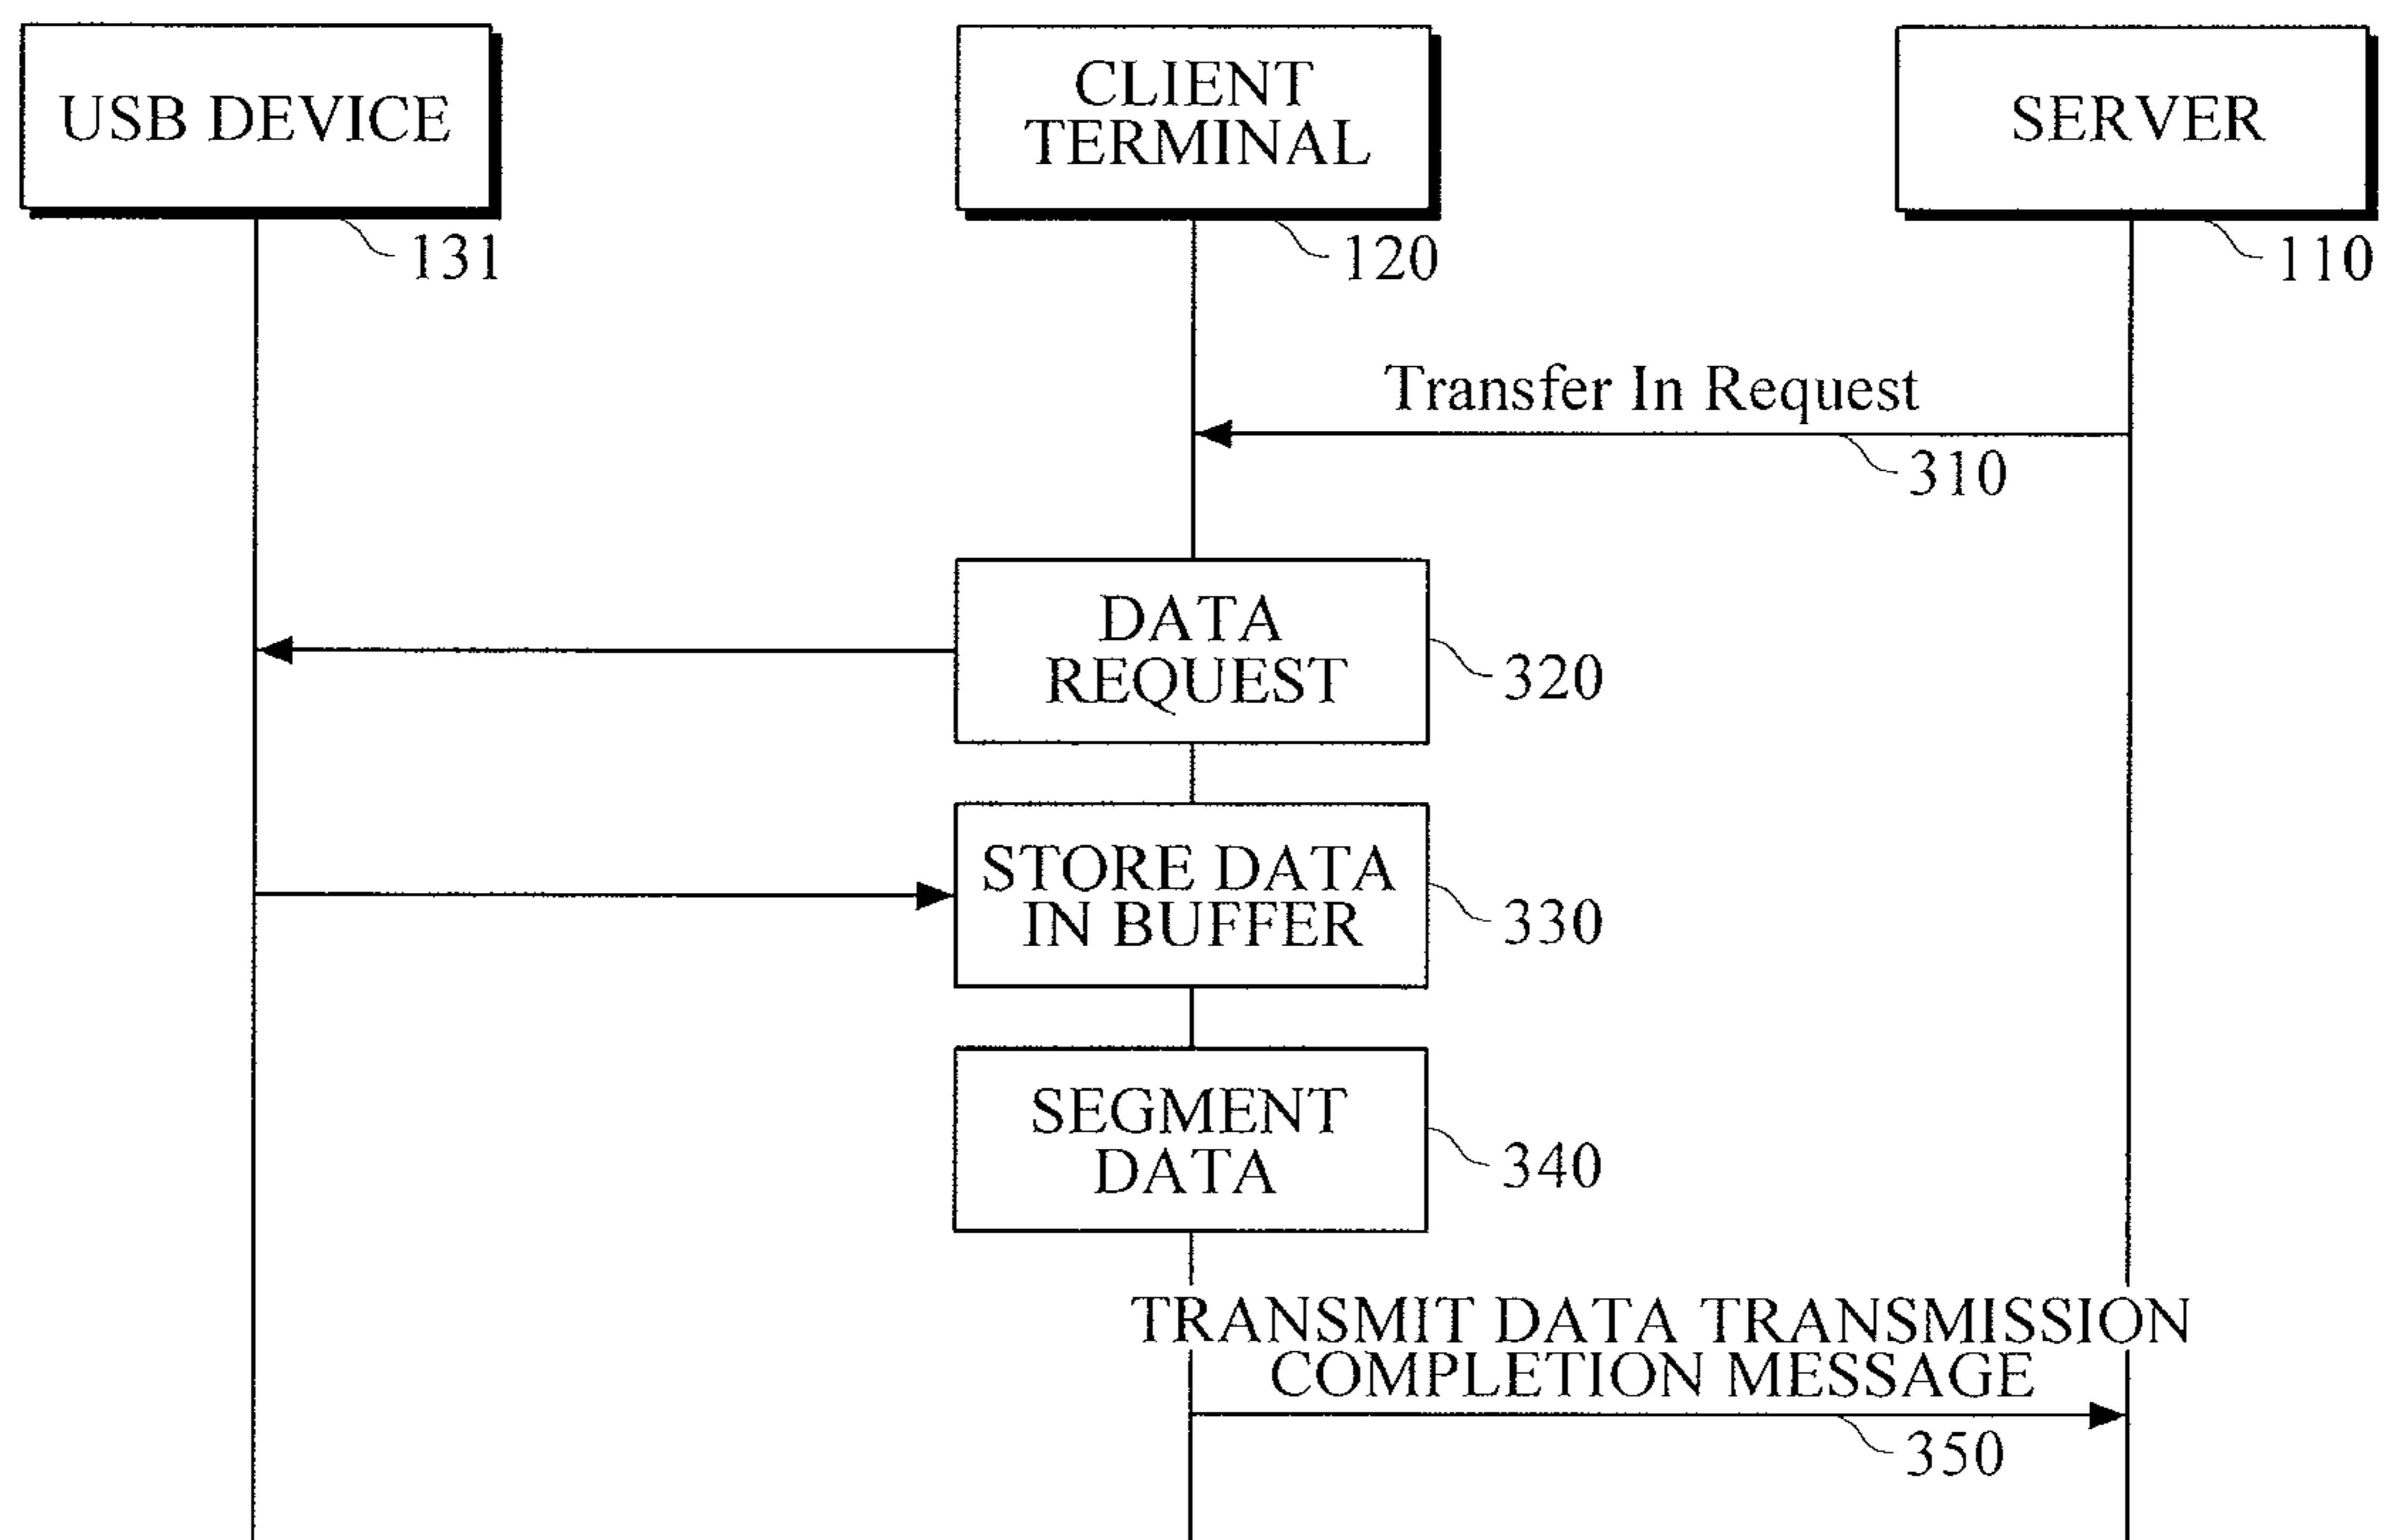 USB DEVICE
CLIENT
TERMINAL
SERVER
131
120
110
Transfer In Request
310
DATA
REQUEST
320
STORE DATA
IN BUFFER
330
SEGMENT
DATA
340
TRANSMIT DATA TRANSMISSION
COMPLETION MESSAGE
350